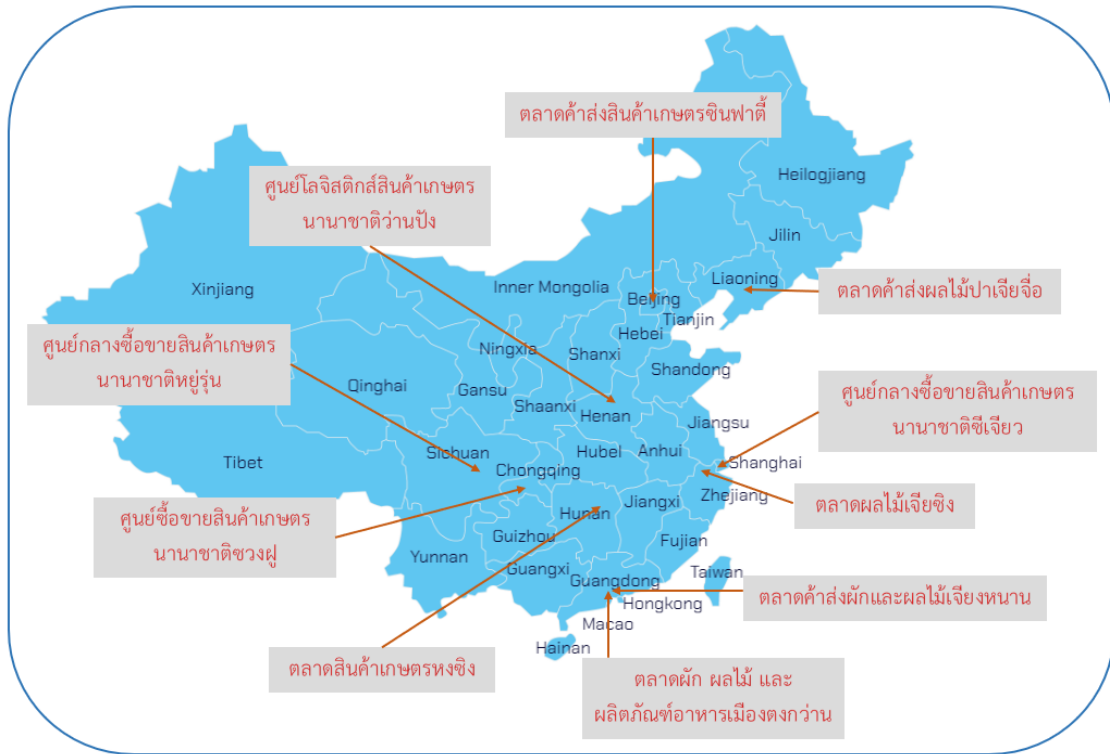 ตลาดค้าส่งสินค้าเกษตรซินฟาตี้
Heilogjiang
ศูนย์โลจิสติกส์สินค้าเกษตร
นานาชาติว่านปัง
Jilin
Liaoning
ตลาดค้าส่งผลไม้ปาเจียจื่อ
Xinjiang
Inner Mongolia
Beijing
Tianjin
Hebei
ศูนย์กลางซื้อขายสินค้าเกษตร
นานาชาติหยู่รุ่น
Ningxia
Shanxi
Shandong
Qinghai
Gansu
Shaanxi
Henan
ศูนย์กลางซื้อขายสินค้าเกษตร
นานาชาติซีเจียว
Jiangsu
Tibet
Sichuan
Chongqing
Hubel
Anhui
Shanghai
Zhejiang
ตลาดผลไม้เจียซิง
ศูนย์ซื้อขายสินค้าเกษตร
นานาชาติซวงฝู
Hunan
Jiangxi
Guizhou
Yunnan
Fujian
Guangxi
Guangdong
Taiwan
Hongkong
ตลาดค้าส่งผักและผลไม้เจียงหนาน
Macao
Hainan
ตลาดสินค้าเกษตรหงซิง
ตลาดผัก ผลไม้ และ
ผลิตภัณฑ์อาหารเมืองตงกว่าน